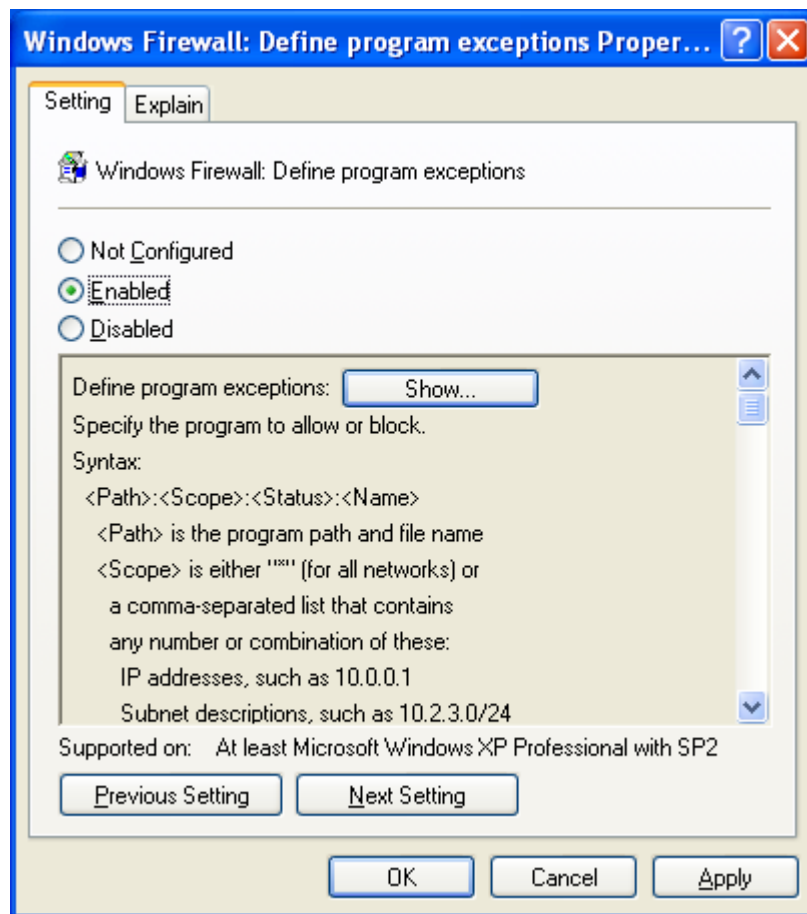 Windows Firewall: Define program exceptions Proper...
Setting
Explain
Windows Firewall: Define program exceptions
Not Configured
Enabled
Disabled
Define program exceptions: Show...
Specify the program to allow or block.
Syntax:
<Path>:<Scope>:<Status>:<Name>
<Path> is the program path and file name
<Scope> is either "*" (for all networks) or
a comma-separated list that contains
any number or combination of these:
IP addresses, such as 10.0.0.1
Subnet descriptions, such as 10.2.3.0/24
Supported on: At least Microsoft Windows XP Professional with SP2
Previous Setting Next Setting
OK Cancel Apply